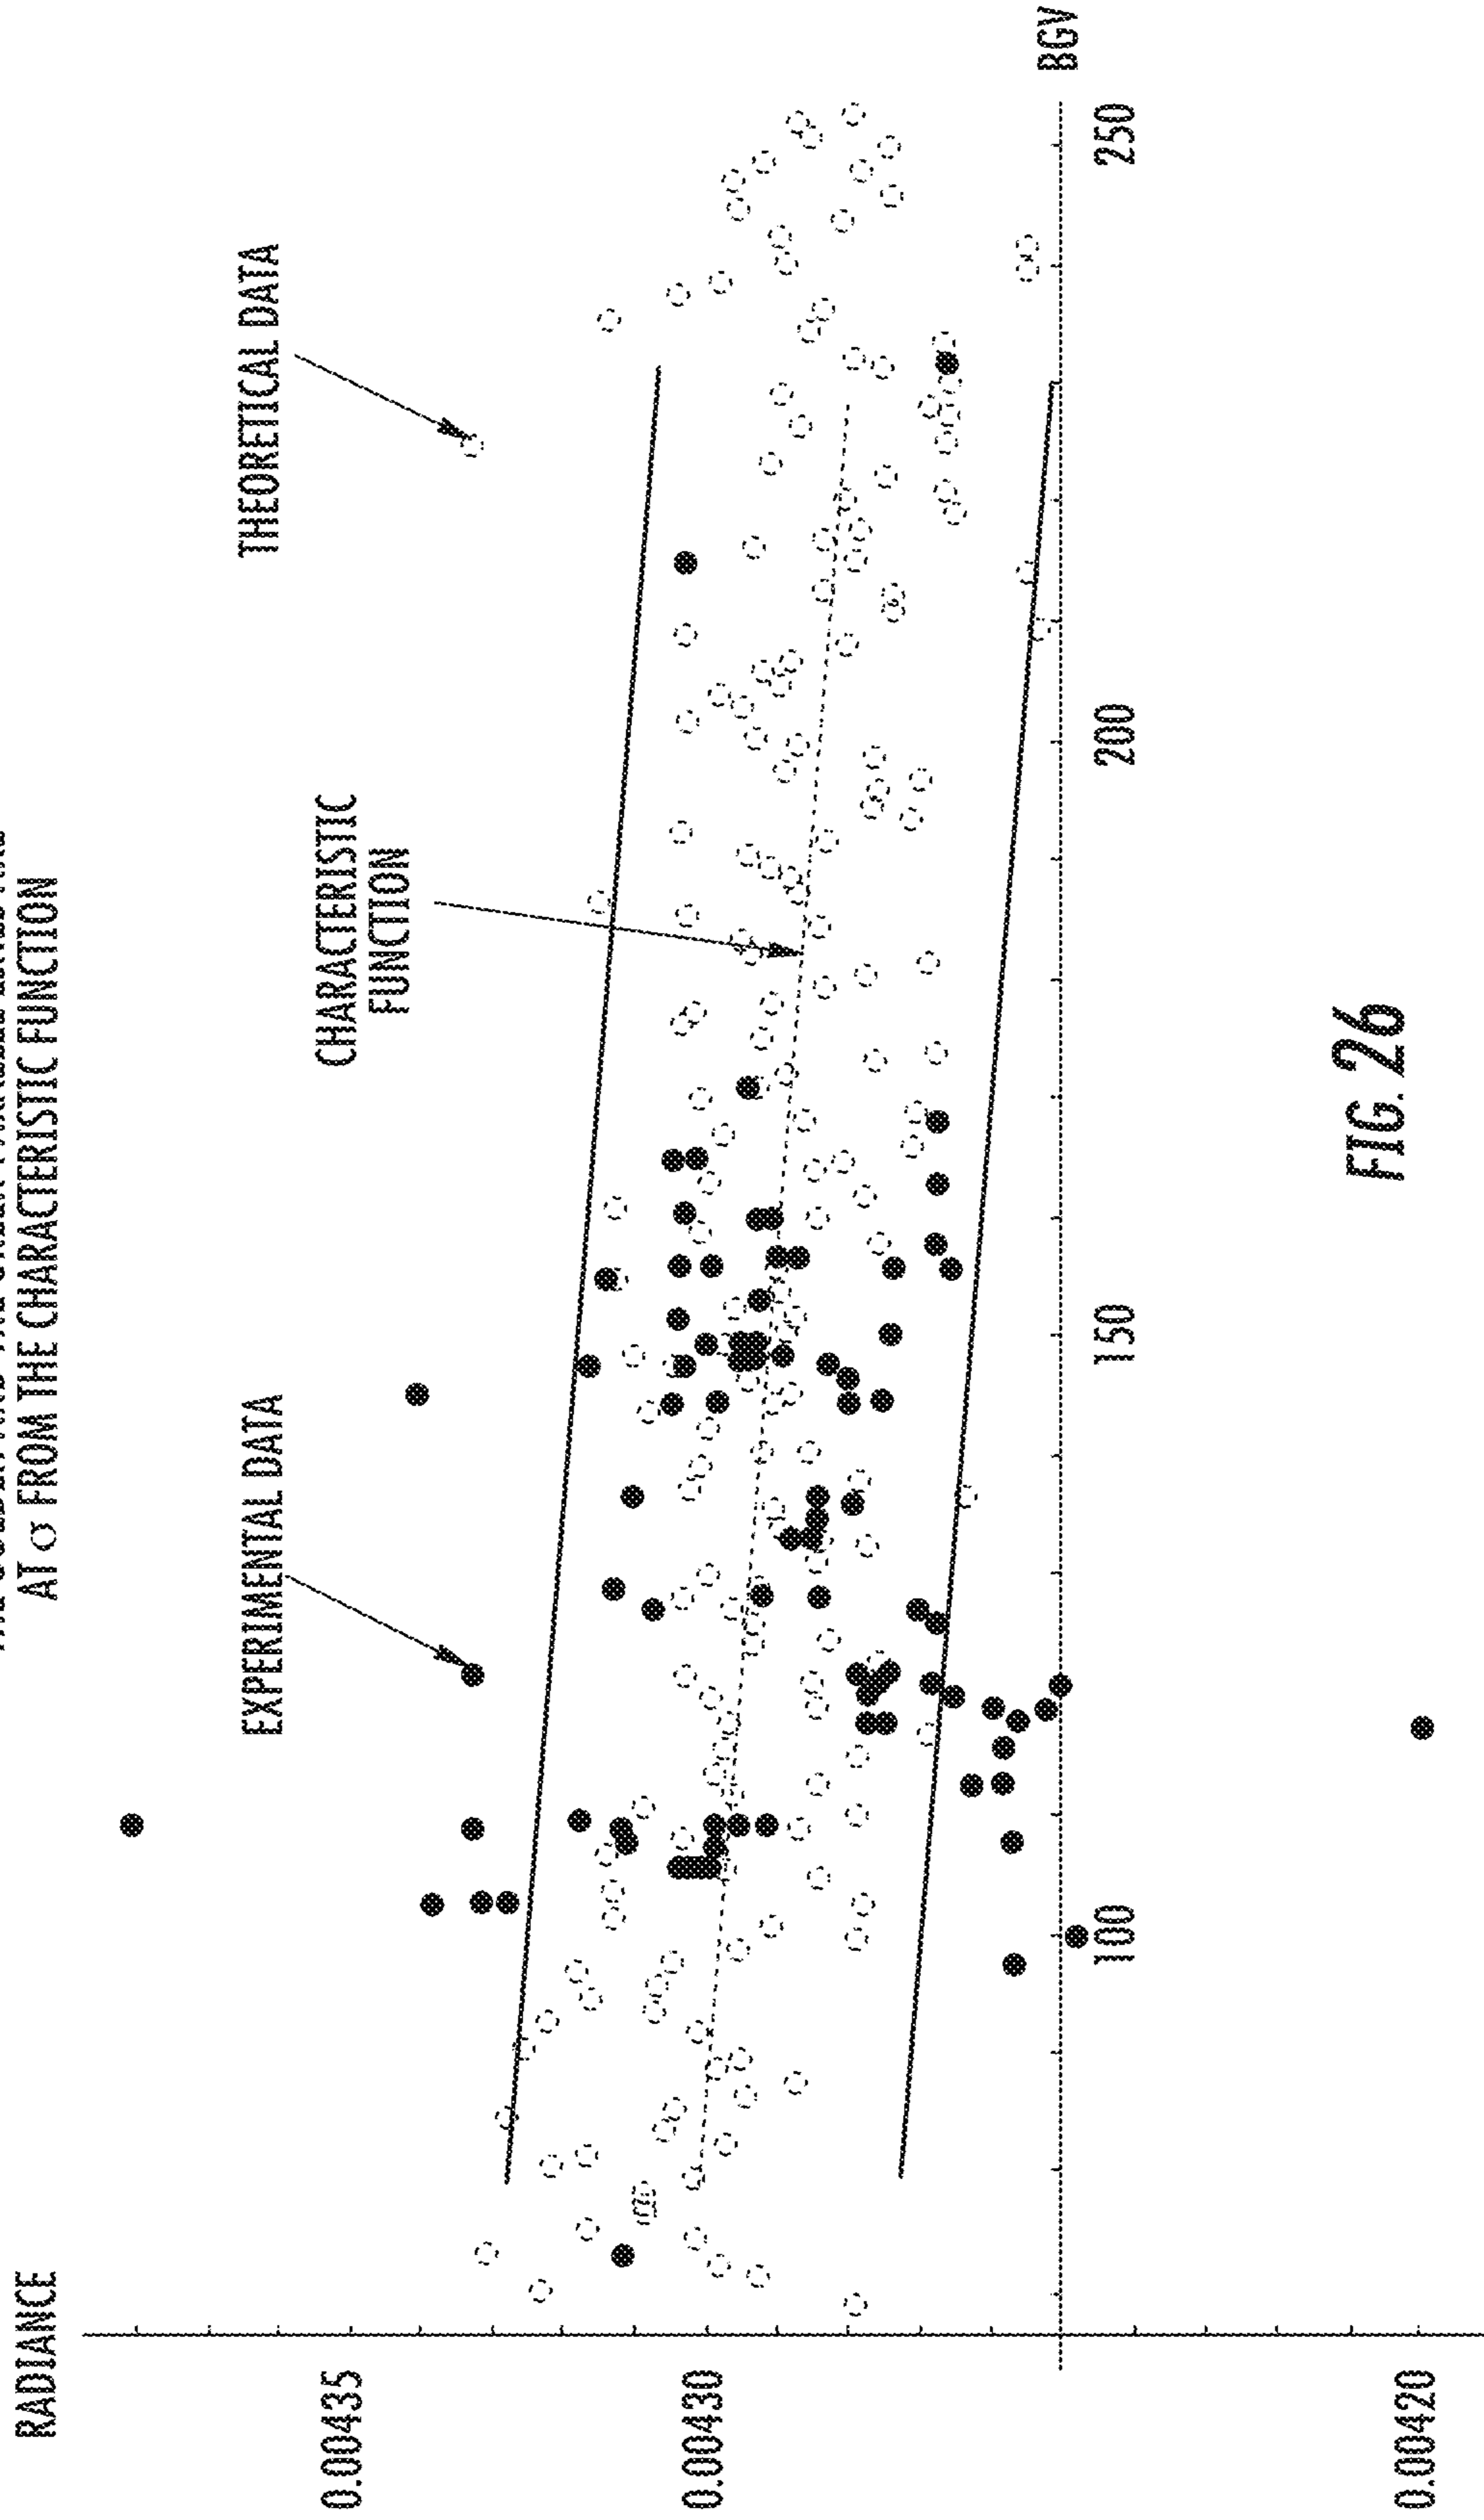 AT σ FROM THE CHARACTERISTIC FUNCTION
RADIANCE
THEORETICAL DATA
CHARACTERISTIC
FUNCTION
EXPERIMENTAL DATA
0.00435
0.00430
0.00420
100
150
200
250
BGV
FIG. 26